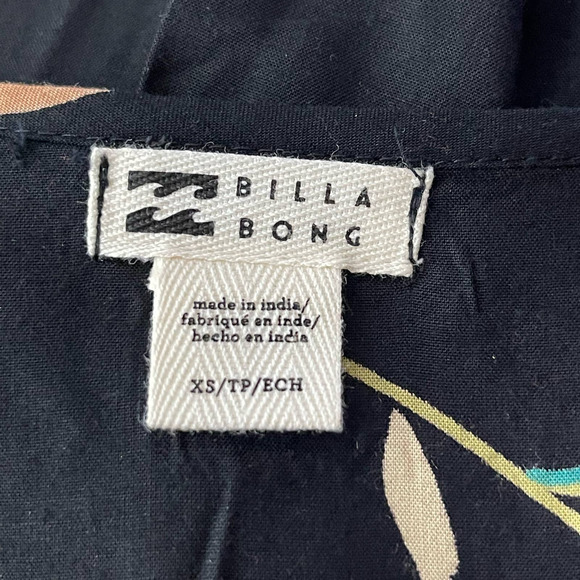 BILLA
BONG
made in india/
fabriqué en inde/
hecho en india
XS/TP/ECH